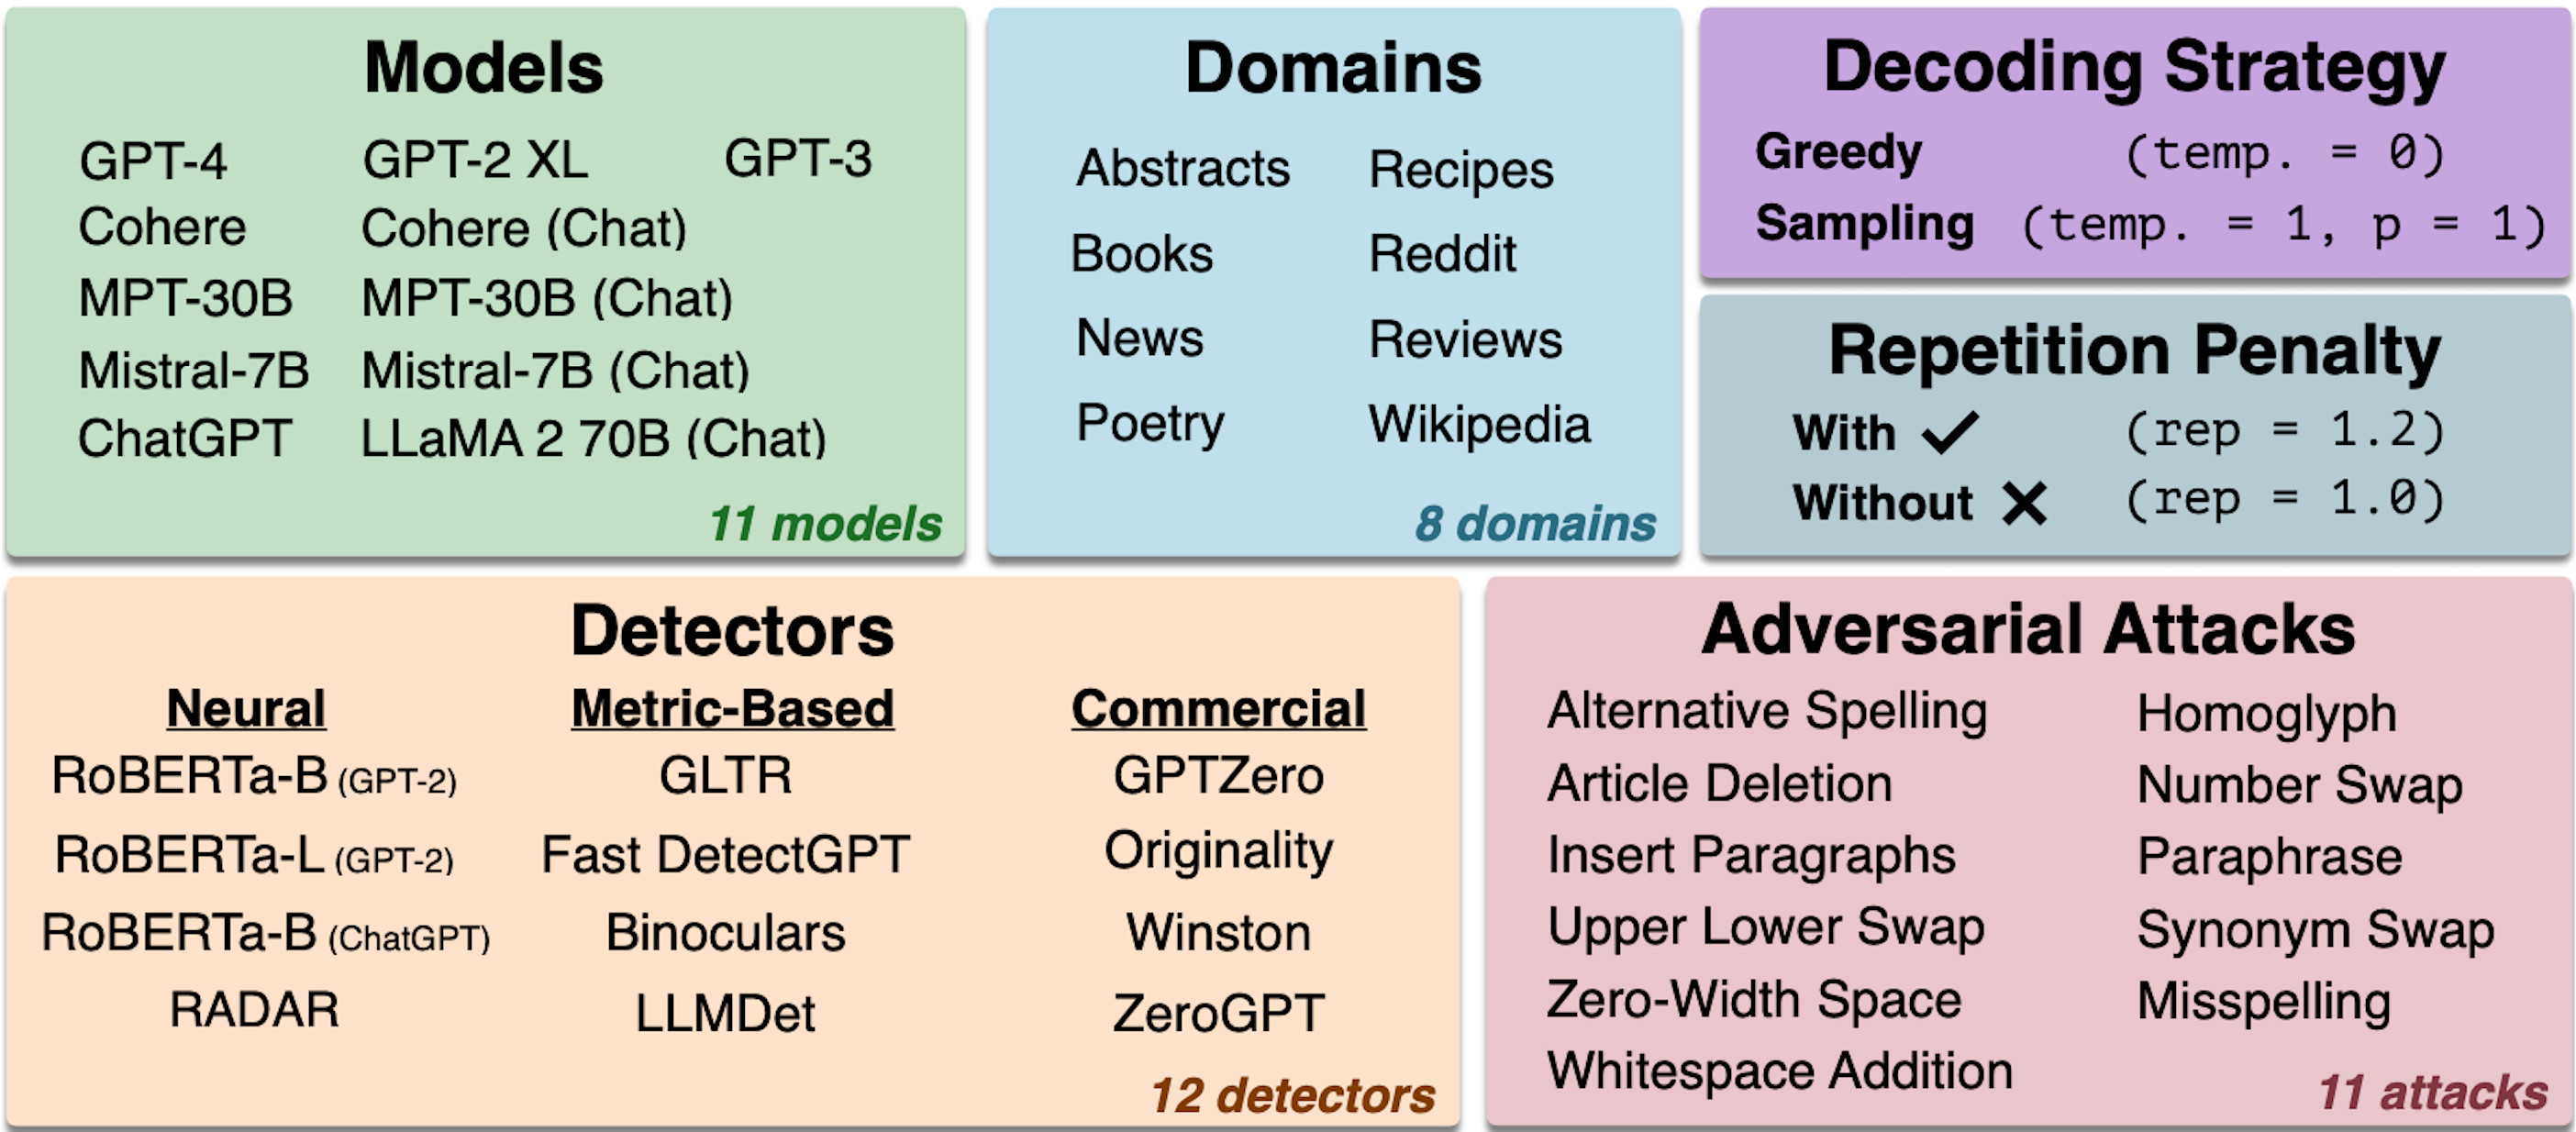 Models
GPT-4 GPT-2 XL GPT-3
Cohere Cohere (Chat)
MPT-30B MPT-30B (Chat)
Mistral-7B Mistral-7B (Chat)
ChatGPT LLaMA 2 70B (Chat)
11 models
Domains
Abstracts Recipes
Books Reddit
News Reviews
Poetry Wikipedia
8 domains
Decoding Strategy
Greedy (temp. = 0)
Sampling (temp. = 1, p = 1)
Repetition Penalty
With ✓ (rep = 1.2)
Without ✕ (rep = 1.0)
Detectors
Neural Metric-Based Commercial
RoBERTa-B (GPT-2) GLTR GPTZero
RoBERTa-L (GPT-2) Fast DetectGPT Originality
RoBERTa-B (ChatGPT) Binoculars Winston
RADAR LLMDet ZeroGPT
12 detectors
Adversarial Attacks
Alternative Spelling Homoglyph
Article Deletion Number Swap
Insert Paragraphs Paraphrase
Upper Lower Swap Synonym Swap
Zero-Width Space Misspelling
Whitespace Addition
11 attacks